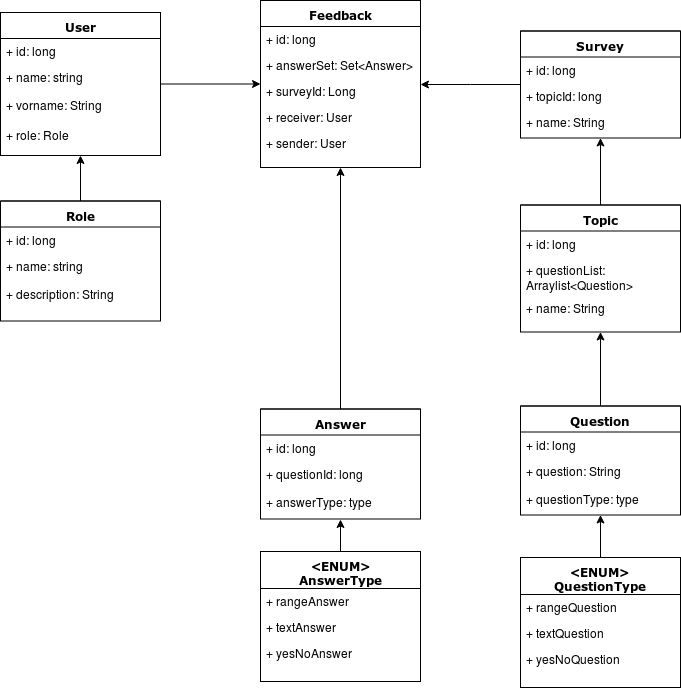 User
+ id: long
+ name: string
+ vorname: String
+ role: Role
Role
+ id: long
+ name: string
+ description: String
Feedback
+ id: long
+ answerSet: Set<Answer>
+ surveyId: Long
+ receiver: User
+ sender: User
Answer
+ id: long
+ questionId: long
+ answerType: type
<ENUM>
AnswerType
+ rangeAnswer
+ textAnswer
+ yesNoAnswer
Survey
+ id: long
+ topicId: long
+ name: String
Topic
+ id: long
+ questionList:
Arraylist<Question>
+ name: String
Question
+ id: long
+ question: String
+ questionType: type
<ENUM>
QuestionType
+ rangeQuestion
+ textQuestion
+ yesNoQuestion